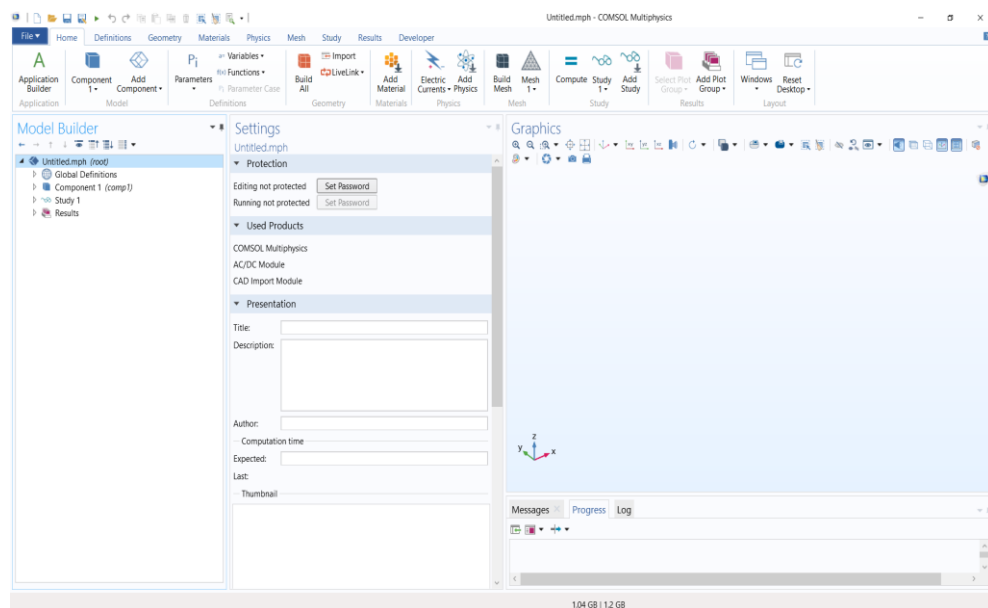 Untitled.mph - COMSOL Multiphysics
File Home Definitions Geometry Materials Physics Mesh Study Results Developer
Application Builder
Component 1
Add Component
Pi
Parameters
a= Variables
f(x) Functions
Parameter Case
Build All
Import
LiveLink
Add Material
Electric Currents
Add Physics
Build Mesh
Mesh 1
Compute
Study 1
Add Study
Select Plot Group
Add Plot Group
Windows
Reset Desktop
Application Model Definitions Geometry Materials Physics Mesh Study Results Layout
Model Builder
Untitled.mph (root)
Global Definitions
Component 1 (comp1)
Study 1
Results
Settings
Untitled.mph
Protection
Editing not protected Set Password
Running not protected Set Password
Used Products
COMSOL Multiphysics
AC/DC Module
CAD Import Module
Presentation
Title:
Description:
Author:
Computation time
Expected:
Last:
Thumbnail
Graphics
z
y x
Messages Progress Log
1.04 GB | 1.2 GB